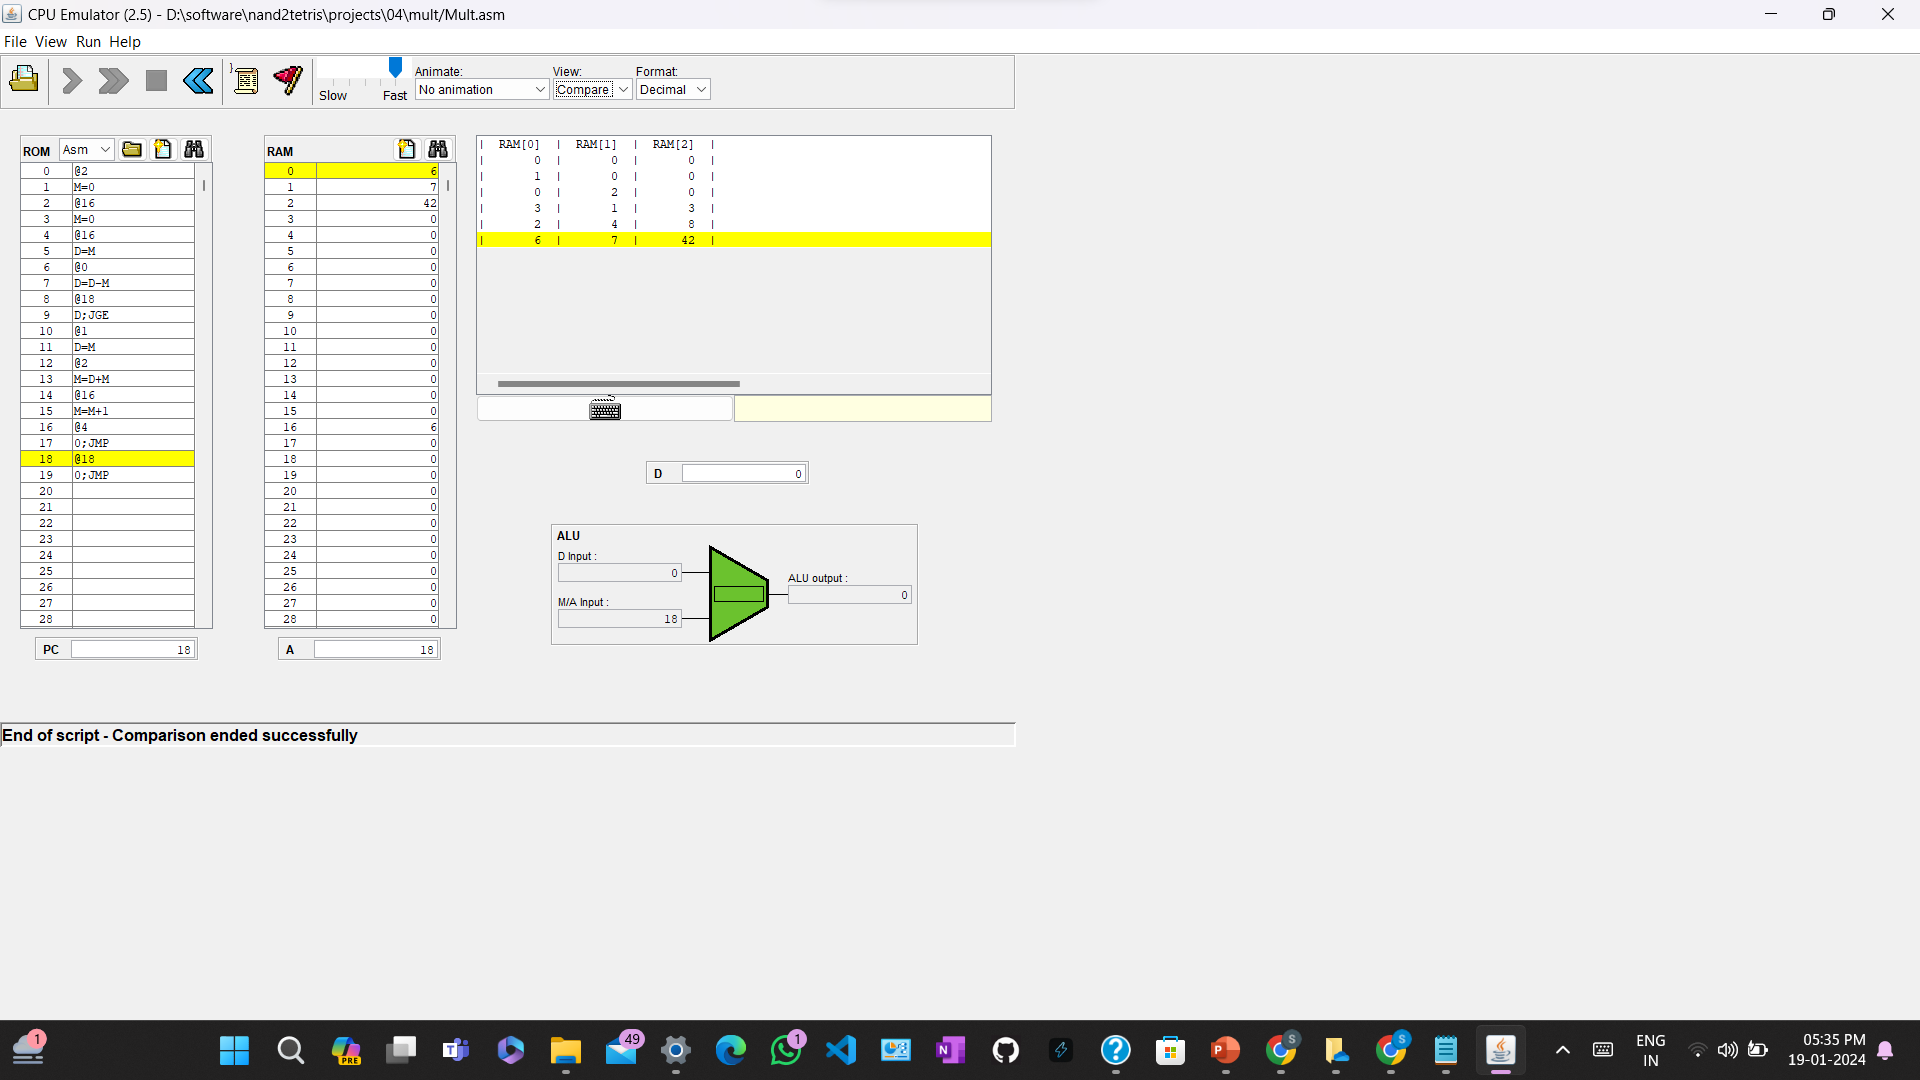 CPU Emulator (2.5) - D:\software\nand2tetris\projects\04\mult/Mult.asm
File View Run Help
Slow Fast
Animate: View: Format:
No animation Compare Decimal
ROM Asm
0 @2
1 M=0
2 @16
3 M=0
4 @16
5 D=M
6 @0
7 D=D-M
8 @18
9 D;JGE
10 @1
11 D=M
12 @2
13 M=D+M
14 @16
15 M=M+1
16 @4
17 0;JMP
18 @18
19 0;JMP
20
21
22
23
24
25
26
27
28
PC 18
RAM
0 6
1 7
2 42
3 0
4 0
5 0
6 0
7 0
8 0
9 0
10 0
11 0
12 0
13 0
14 0
15 0
16 6
17 0
18 0
19 0
20 0
21 0
22 0
23 0
24 0
25 0
26 0
27 0
28 0
A 18
| RAM[0] | RAM[1] | RAM[2] |
| 0 | 0 | 0 |
| 1 | 0 | 0 |
| 0 | 2 | 0 |
| 3 | 1 | 3 |
| 2 | 4 | 8 |
| 6 | 7 | 42 |
D 0
ALU
D Input :
0
M/A Input :
18
ALU output :
0
End of script - Comparison ended successfully
1
PRE
49
1
S
S
ENG
IN
05:35 PM
19-01-2024